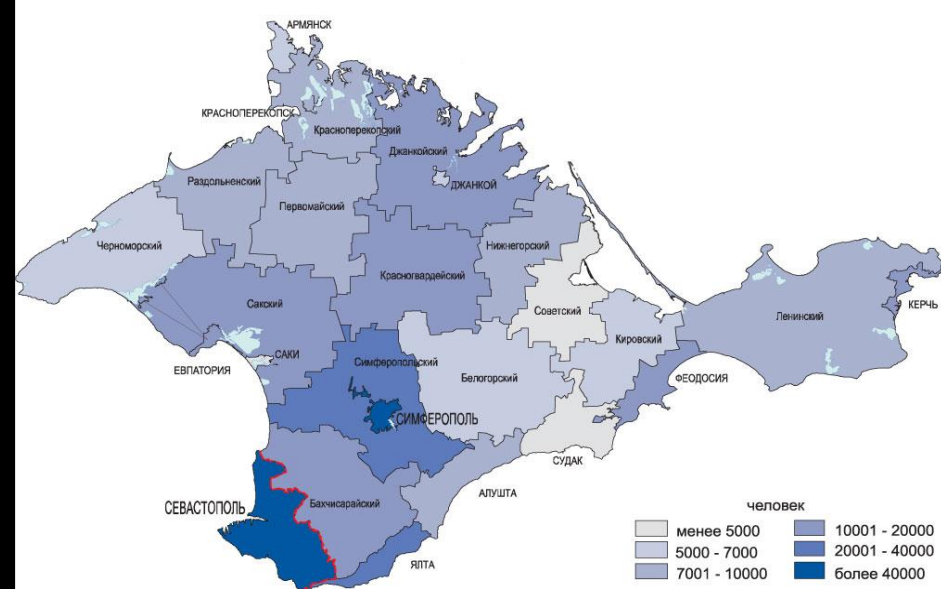 АРМЯНСК
КРАСНОПЕРЕКОПСК
Красноперекопский
Джанкойский
Раздольненский
ДЖАНКОЙ
Первомайский
Черноморский
Нижнегорский
Красногвардейский
Сакский
КЕРЧЬ
Советский
Ленинский
Кировский
САКИ
Симферопольский
ЕВПАТОРИЯ
Белогорский
ФЕОДОСИЯ
СИМФЕРОПОЛЬ
СУДАК
АЛУШТА
СЕВАСТОПОЛЬ
Бахчисарайский
ЯЛТА
человек
менее 5000
5000 - 7000
7001 - 10000
10001 - 20000
20001 - 40000
более 40000